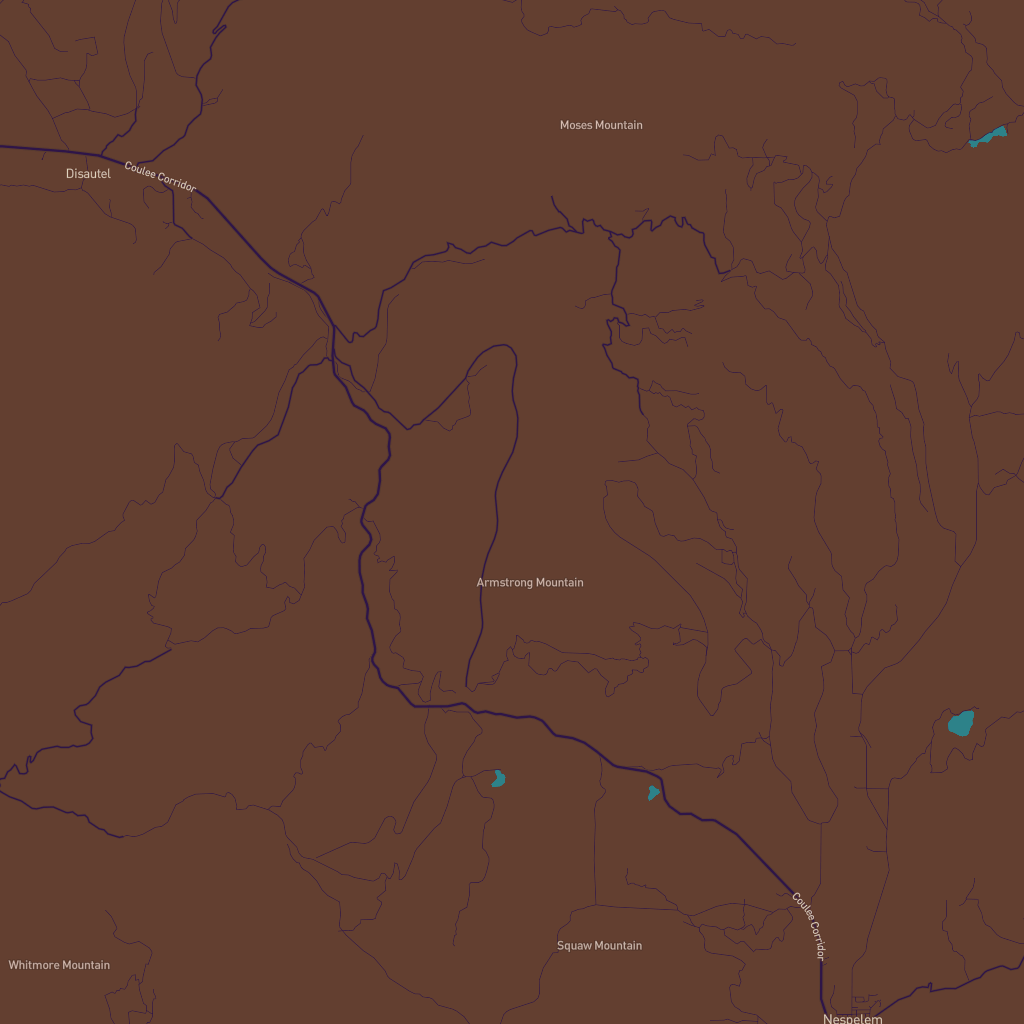 Moses Mountain
Disautel
Coulee Corridor
Armstrong Mountain
Coulee Corridor
Squaw Mountain
Whitmore Mountain
Nespelem